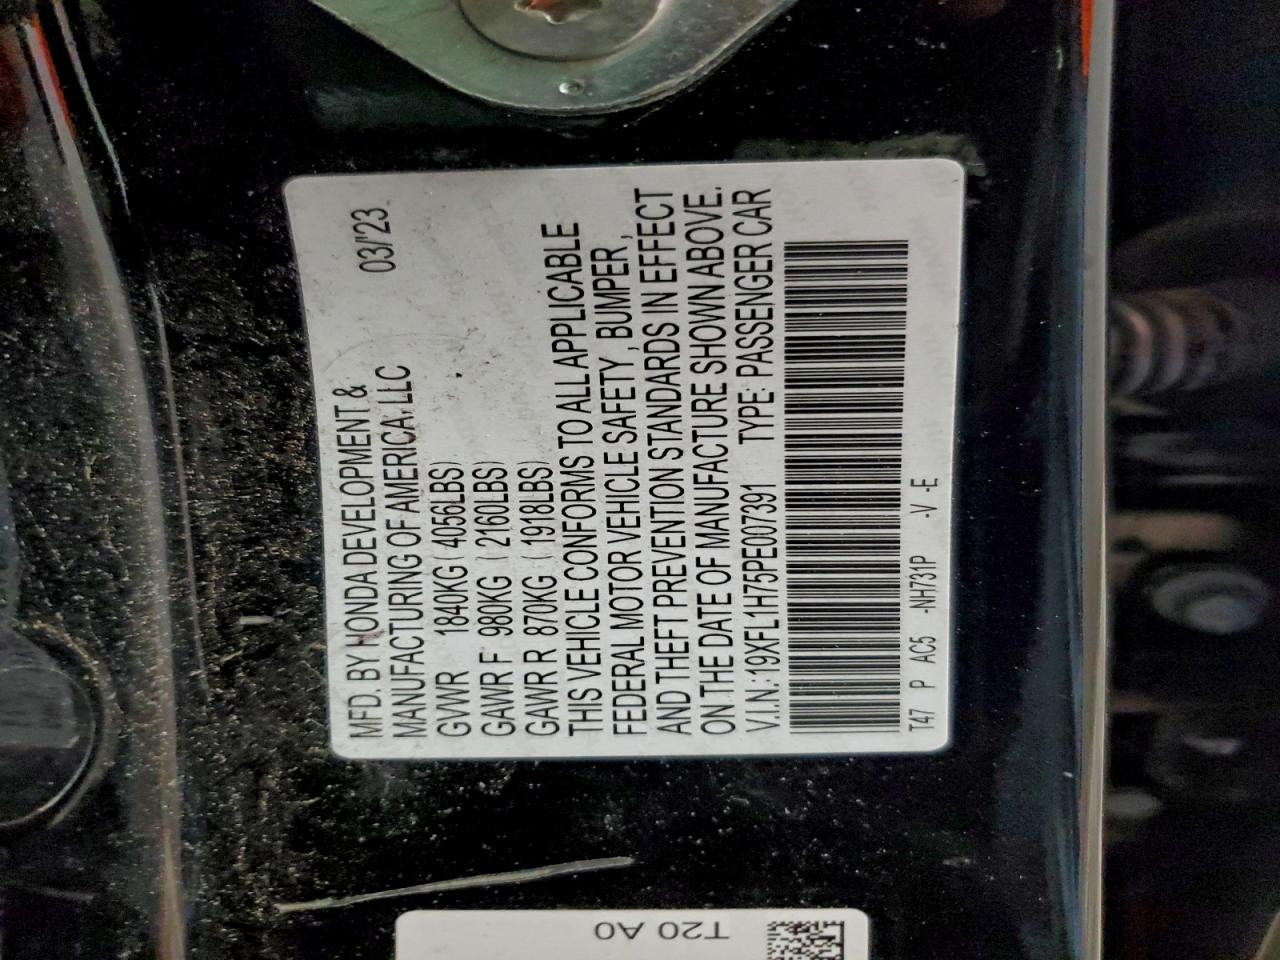 MFD. BY HONDA DEVELOPMENT & 03/'23
MANUFACTURING OF AMERICA, LLC
GVWR 1840KG (4056LBS)
GAWR F 980KG (2160LBS)
GAWR R 870KG (1918LBS)
THIS VEHICLE CONFORMS TO ALL APPLICABLE
FEDERAL MOTOR VEHICLE SAFETY, BUMPER,
AND THEFT PREVENTION STANDARDS IN EFFECT
ON THE DATE OF MANUFACTURE SHOWN ABOVE.
V.I.N.:19XFL1H75PE007391 TYPE: PASSENGER CAR
T47 P AC5 -NH731P -V -E
T20 A0